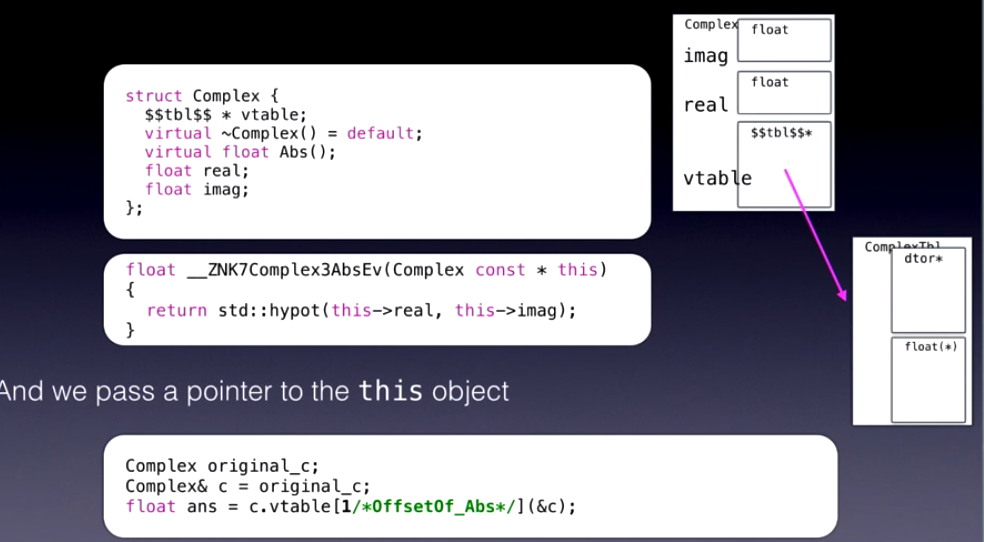 struct Complex {
$$tbl$$ * vtable;
virtual ~Complex() = default;
virtual float Abs();
float real;
float imag;
};
float __ZNK7Complex3AbsEv(Complex const * this)
{
return std::hypot(this->real, this->imag);
}
And we pass a pointer to the this object
Complex original_c;
Complex& c = original_c;
float ans = c.vtable[1/*OffsetOf_Abs*/](&c);
Complex
float
imag
float
real
$$tbl$$*
vtable
ComplexTbl
dtor*
float(*)